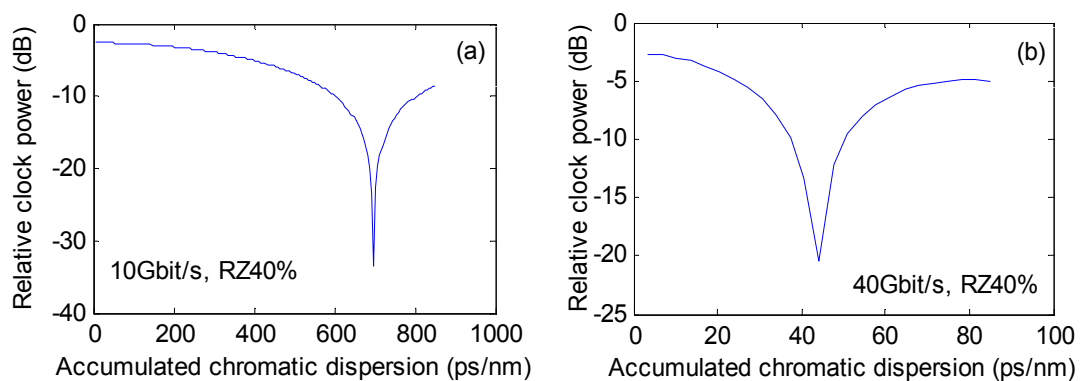 0
-10
-20
-30
-40
Relative clock power (dB)
(a)
10Gbit/s, RZ40%
0 200 400 600 800 1000
Accumulated chromatic dispersion (ps/nm)
0
-5
-10
-15
-20
-25
Relative clock power (dB)
(b)
40Gbit/s, RZ40%
0 20 40 60 80 100
Accumulated chromatic dispersion (ps/nm)